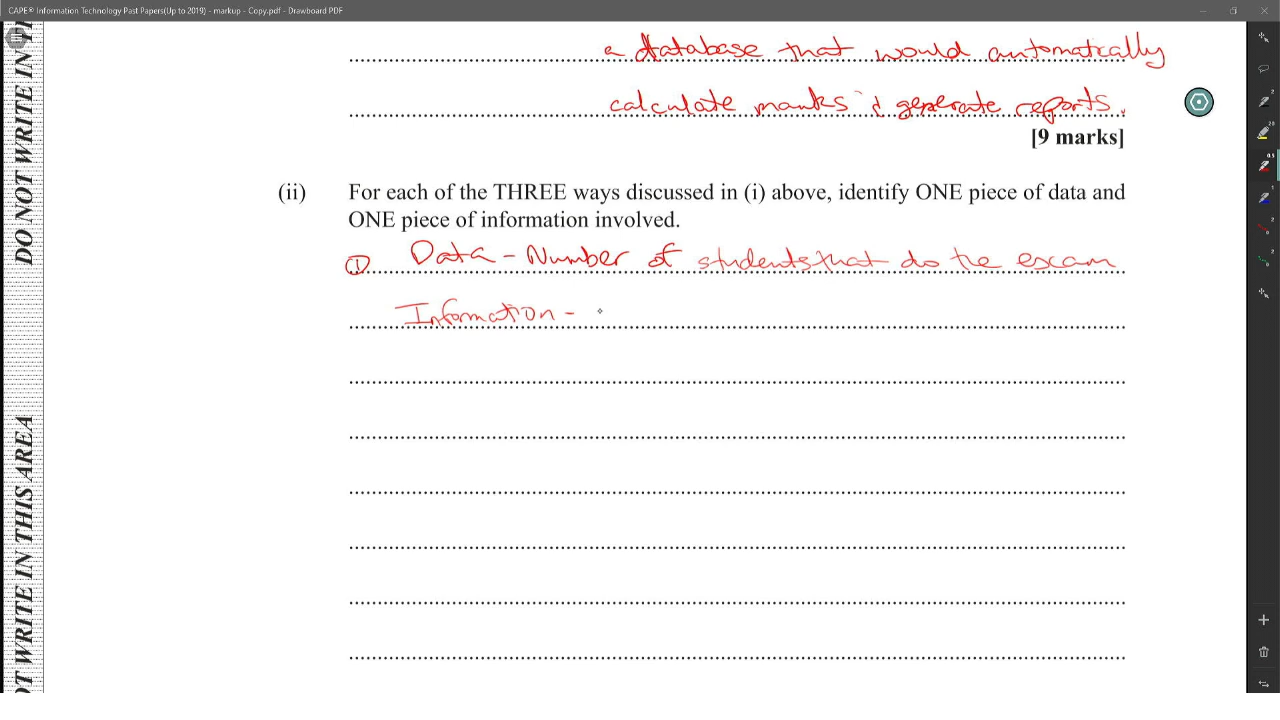 CAPE® Information Technology Past Papers(Up to 2019) - markup - Copy.pdf - Drawboard PDF
a database that would automatically
calculate marks & generate reports.
[9 marks]
(ii) For each of the THREE ways discussed in (i) above, identify ONE piece of data and
ONE piece of information involved.
① Data - Number of students that do the exam
Information -
DO NOT WRITE IN
WRITE IN THIS AREA